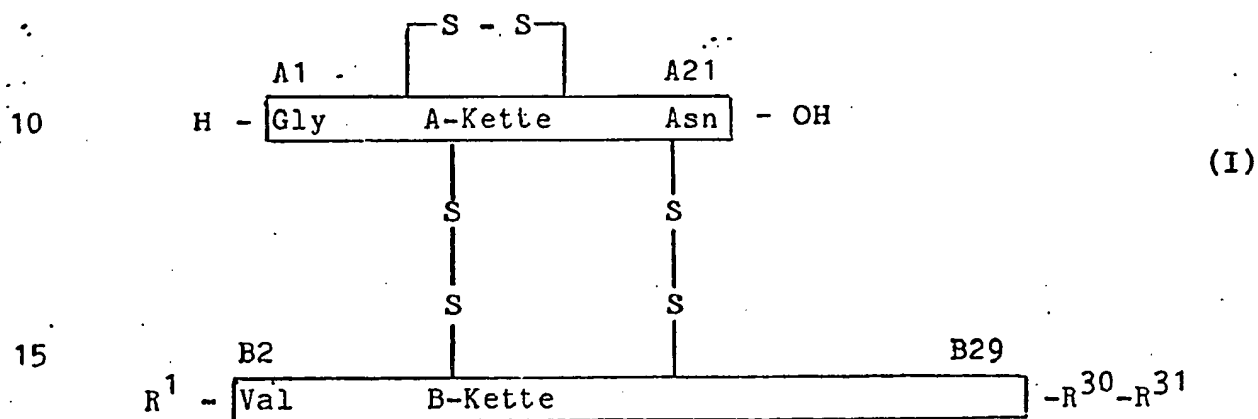 S - S
A1 A21
10 H - Gly A-Kette Asn - OH
(I)
S S
S S
15 B2 B29
R¹ - Val B-Kette -R³⁰-R³¹